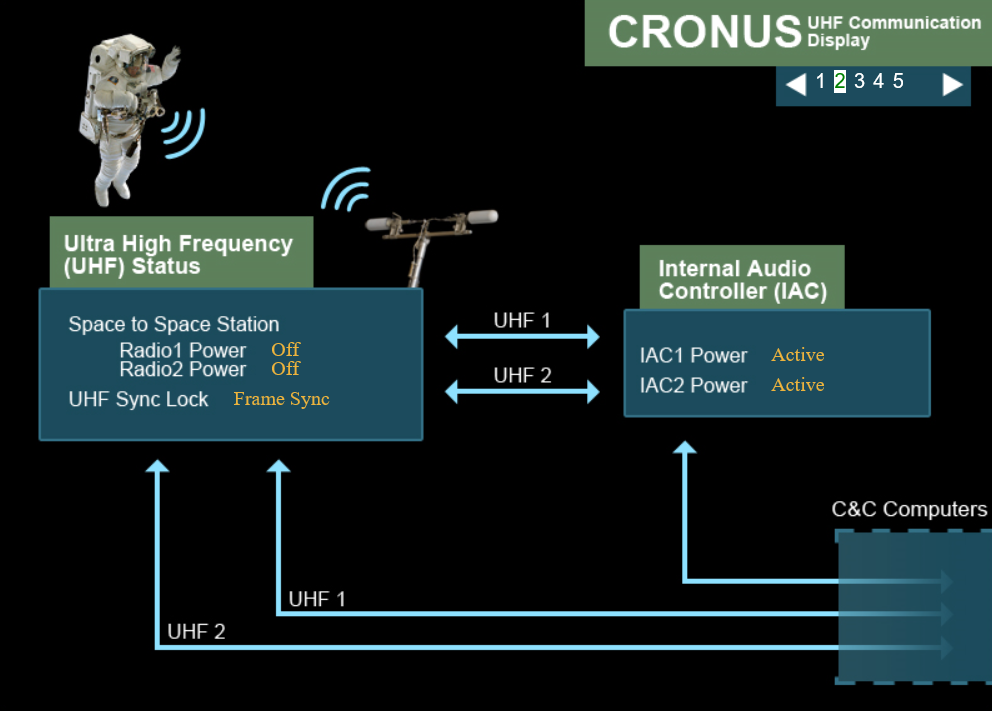 CRONUS UHF Communication
Display
1 2 3 4 5
Ultra High Frequency
(UHF) Status
Space to Space Station
Radio1 Power Off
Radio2 Power Off
UHF Sync Lock Frame Sync
UHF 1
UHF 2
Internal Audio
Controller (IAC)
IAC1 Power Active
IAC2 Power Active
C&C Computers
UHF 1
UHF 2